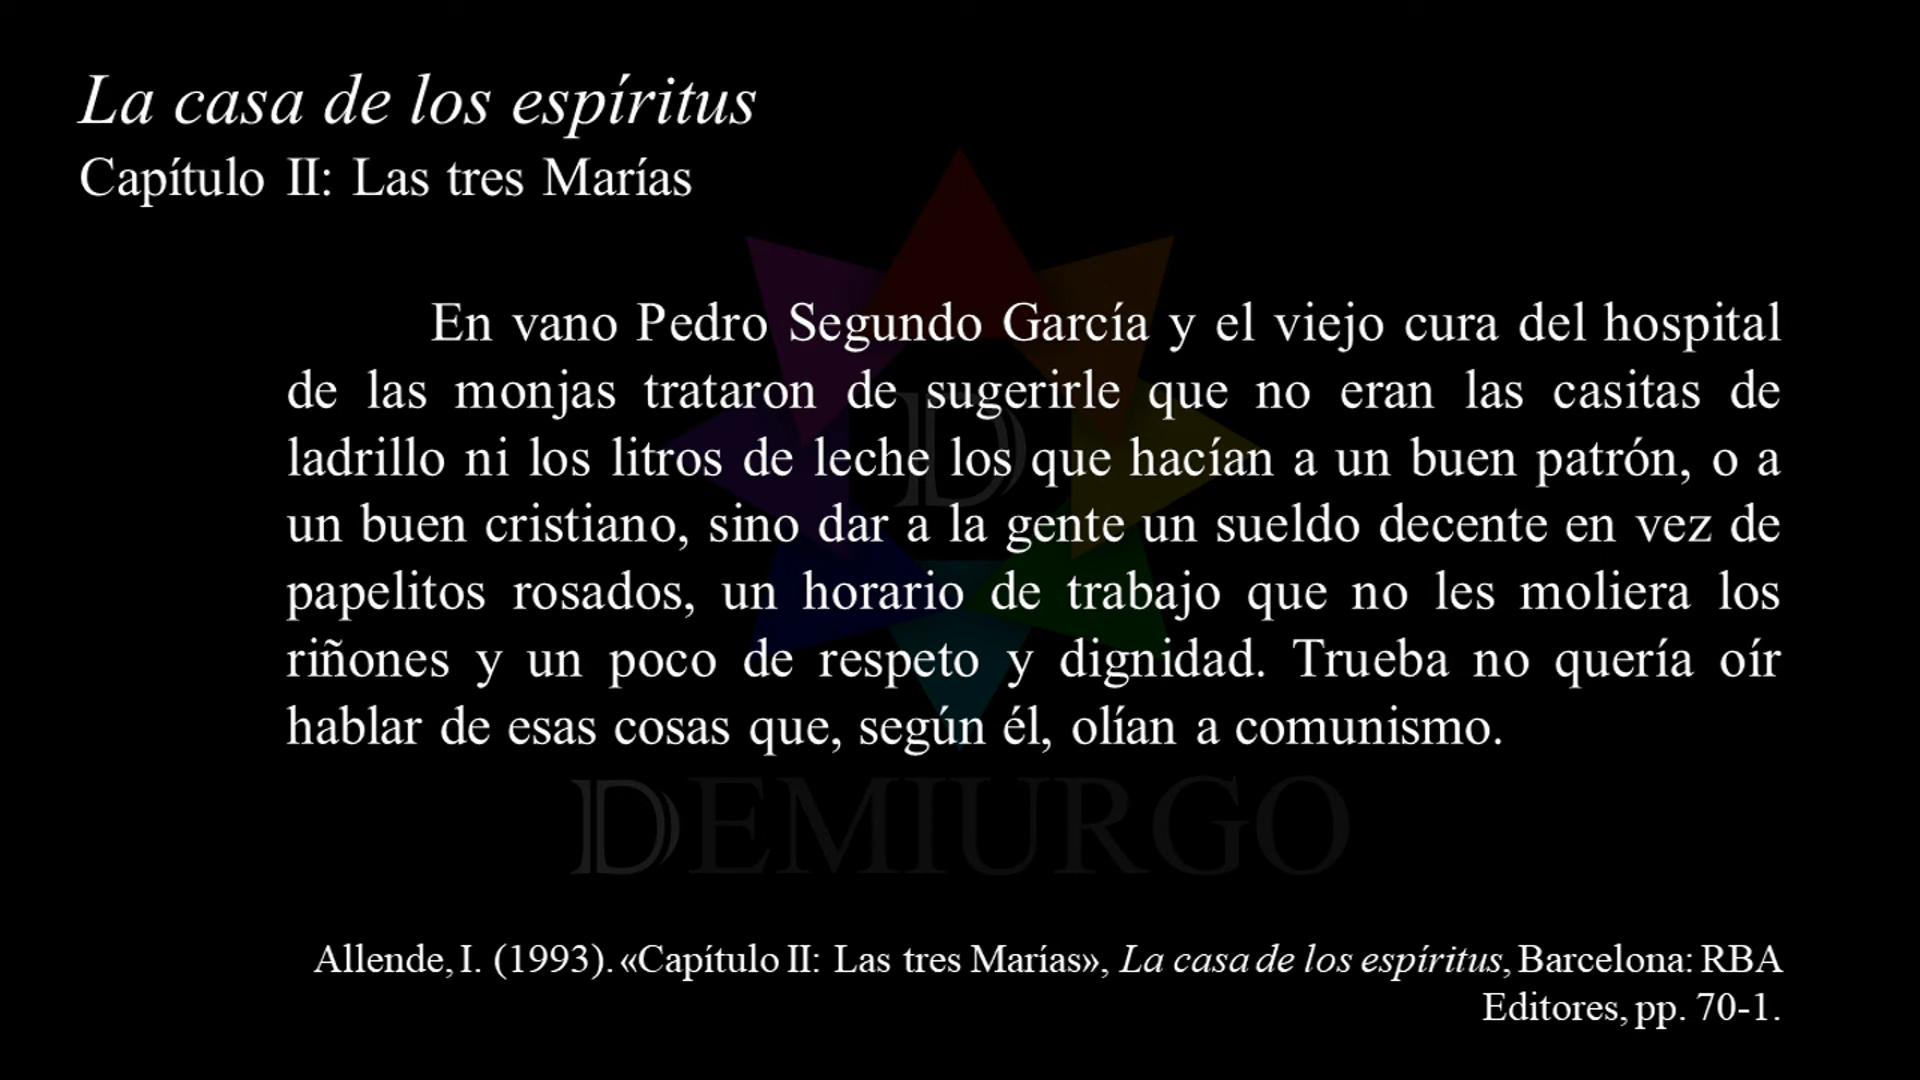 La casa de los espíritus
Capítulo II: Las tres Marías
En vano Pedro Segundo García y el viejo cura del hospital
de las monjas trataron de sugerirle que no eran las casitas de
ladrillo ni los litros de leche los que hacían a un buen patrón, o a
un buen cristiano, sino dar a la gente un sueldo decente en vez de
papelitos rosados, un horario de trabajo que no les moliera los
riñones y un poco de respeto y dignidad. Trueba no quería oír
hablar de esas cosas que, según él, olían a comunismo.
D
DEMIURGO
Allende, I. (1993). «Capítulo II: Las tres Marías», La casa de los espíritus, Barcelona: RBA
Editores, pp. 70-1.